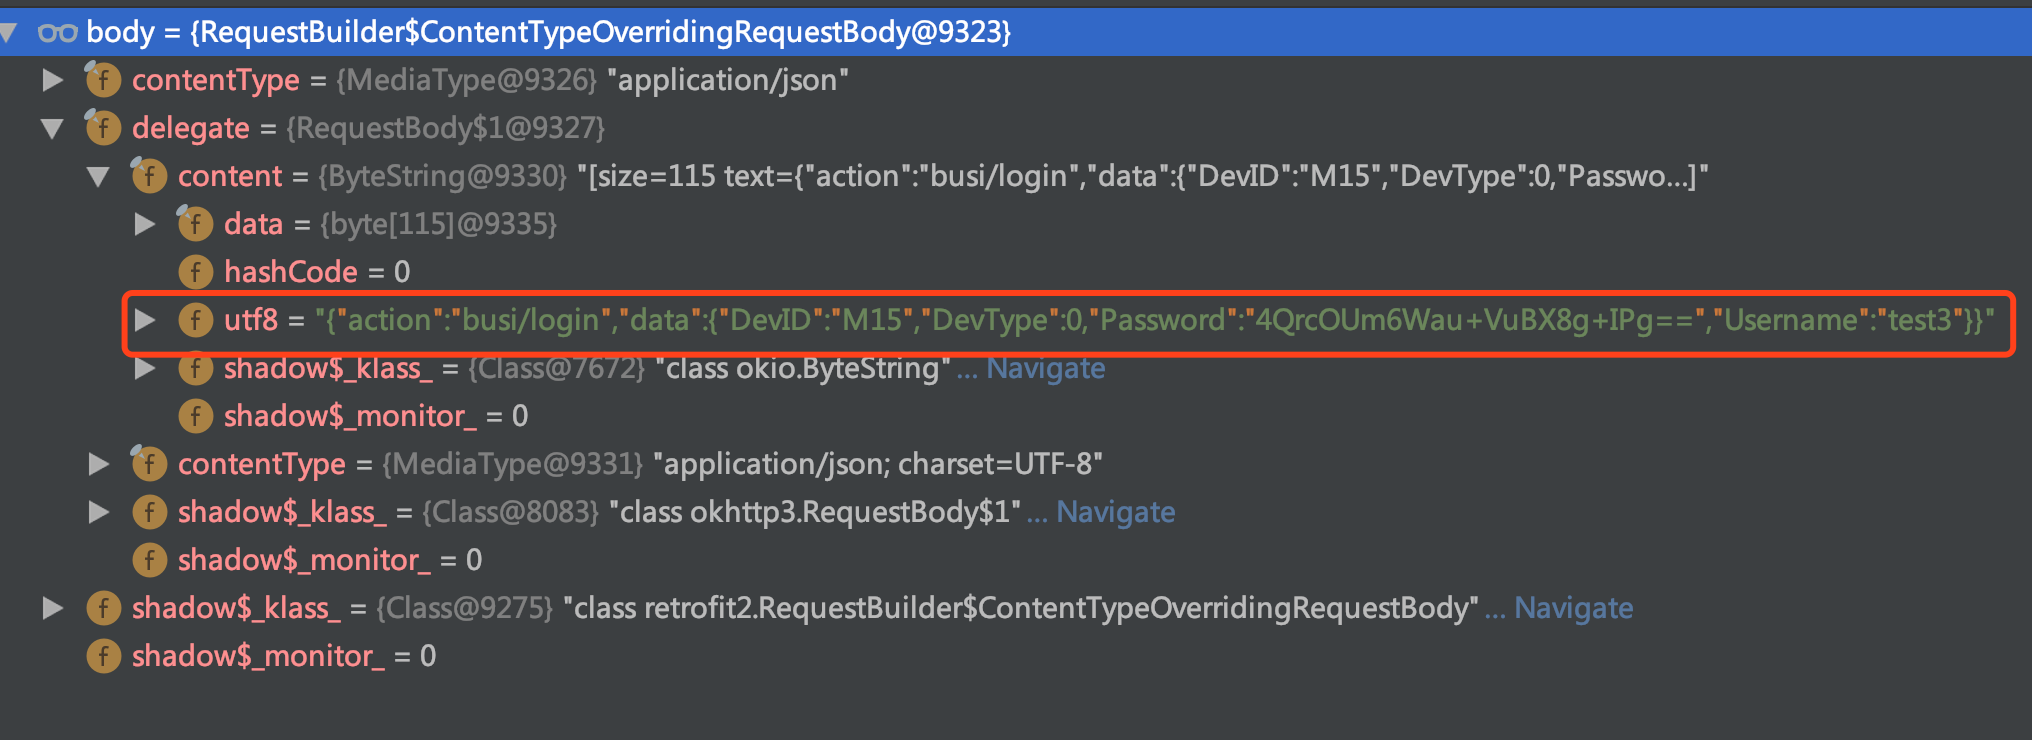 body = {RequestBuilder$ContentTypeOverridingRequestBody@9323}
f contentType = {MediaType@9326} "application/json"
f delegate = {RequestBody$1@9327}
f content = {ByteString@9330} "[size=115 text={"action":"busi/login","data":{"DevID":"M15","DevType":0,"Passwo...]"
f data = {byte[115]@9335}
f hashCode = 0
f utf8 = "{"action":"busi/login","data":{"DevID":"M15","DevType":0,"Password":"4QrcOUm6Wau+VuBX8g+IPg==","Username":"test3"}}"
f shadow$_klass_ = {Class@7672} "class okio.ByteString" ... Navigate
f shadow$_monitor_ = 0
f contentType = {MediaType@9331} "application/json; charset=UTF-8"
f shadow$_klass_ = {Class@8083} "class okhttp3.RequestBody$1" ... Navigate
f shadow$_monitor_ = 0
f shadow$_klass_ = {Class@9275} "class retrofit2.RequestBuilder$ContentTypeOverridingRequestBody" ... Navigate
f shadow$_monitor_ = 0